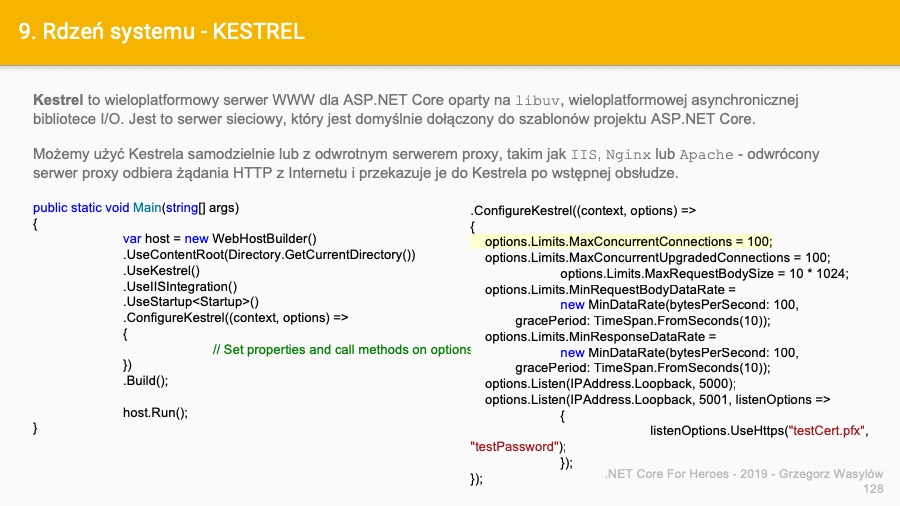 9. Rdzeń systemu - KESTREL
Kestrel to wieloplatformowy serwer WWW dla ASP.NET Core oparty na libuv, wieloplatformowej asynchronicznej
bibliotece I/O. Jest to serwer sieciowy, który jest domyślnie dołączony do szablonów projektu ASP.NET Core.
Możemy użyć Kestrela samodzielnie lub z odwrotnym serwerem proxy, takim jak IIS, Nginx lub Apache - odwrócony
serwer proxy odbiera żądania HTTP z Internetu i przekazuje je do Kestrela po wstępnej obsłudze.
public static void Main(string[] args)
{
var host = new WebHostBuilder()
.UseContentRoot(Directory.GetCurrentDirectory())
.UseKestrel()
.UseIISIntegration()
.UseStartup<Startup>()
.ConfigureKestrel((context, options) =>
{
// Set properties and call methods on options
})
.Build();
host.Run();
}
.ConfigureKestrel((context, options) =>
{
options.Limits.MaxConcurrentConnections = 100;
options.Limits.MaxConcurrentUpgradedConnections = 100;
options.Limits.MaxRequestBodySize = 10 * 1024;
options.Limits.MinRequestBodyDataRate =
new MinDataRate(bytesPerSecond: 100,
gracePeriod: TimeSpan.FromSeconds(10));
options.Limits.MinResponseDataRate =
new MinDataRate(bytesPerSecond: 100,
gracePeriod: TimeSpan.FromSeconds(10));
options.Listen(IPAddress.Loopback, 5000);
options.Listen(IPAddress.Loopback, 5001, listenOptions =>
{
listenOptions.UseHttps("testCert.pfx",
"testPassword");
});
});
.NET Core For Heroes - 2019 - Grzegorz Wasylów
128